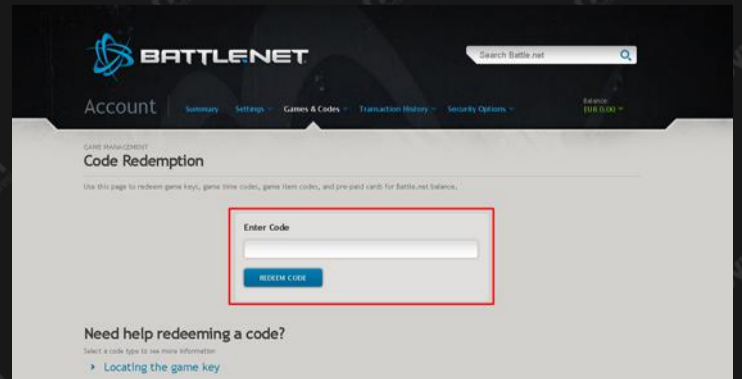 BATTLE.NET
Search Battle.net
Account Summary Settings Games & Codes Transaction History Security Options
Balance
EUR 0.00
GAME MANAGEMENT
Code Redemption
Use this page to redeem game keys, game time codes, game item codes, and pre-paid cards for Battle.net balance.
Enter Code
REDEEM CODE
Need help redeeming a code?
Select a code type to see more information
Locating the game key